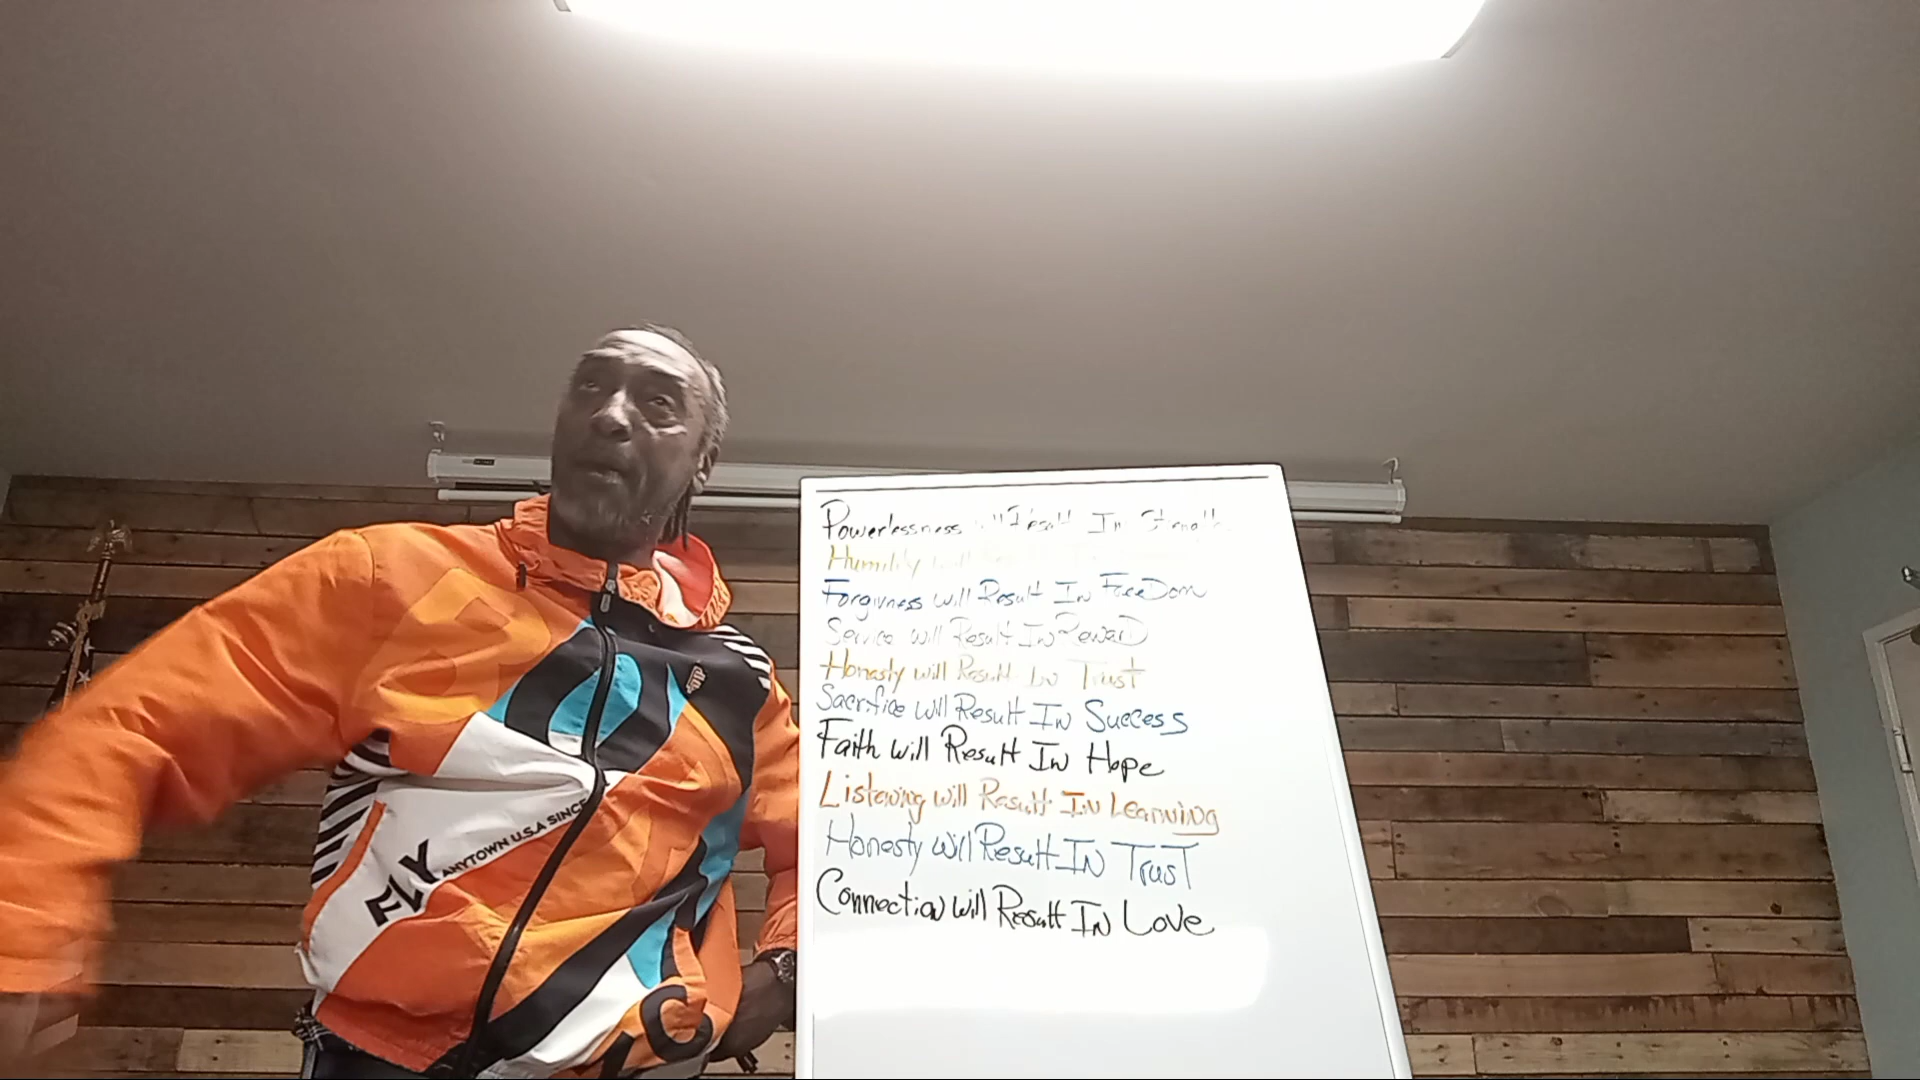 FLY
ANYTOWN U.S.A SINCE
Powerlessness Result In Strength
Humility will
Forgivness will Result In FreeDom
Service will Result In RewarD
Honesty will Result In Trust
Sacrifice will Result In Success
Faith will Result In Hope
Listening will Result In Learning
Honesty will Result IN TrusT
Connection will Result IN Love